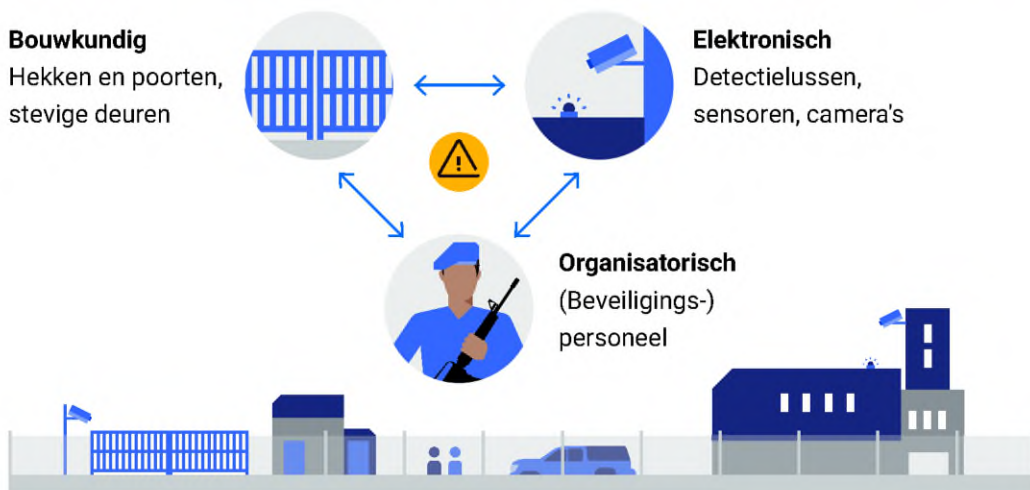 Bouwkundig
Hekken en poorten,
stevige deuren
Elektronisch
Detectielussen,
sensoren, camera's
Organisatorisch
(Beveiligings-)
personeel